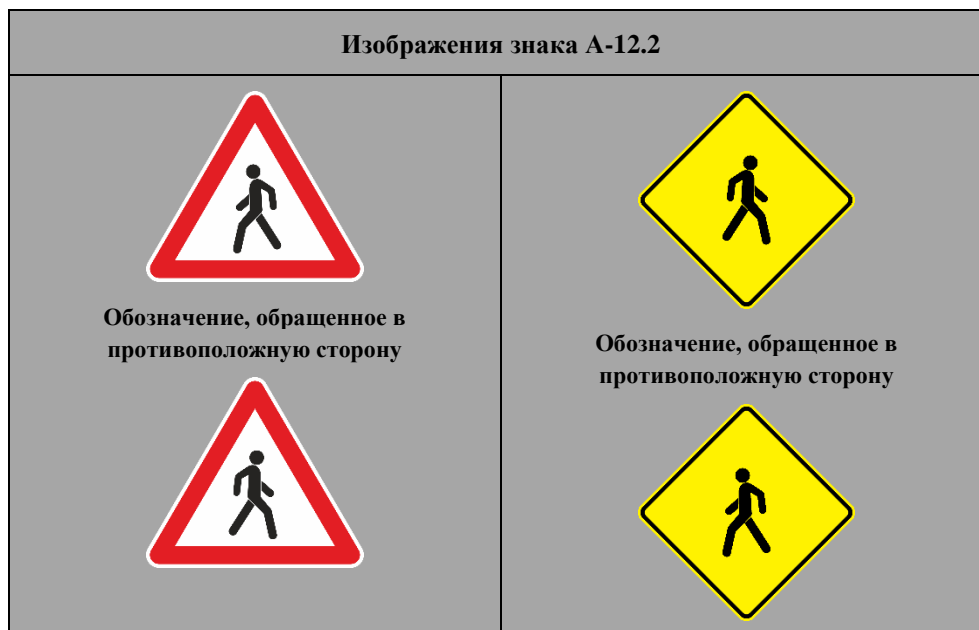 Изображения знака А-12.2
Обозначение, обращенное в
противоположную сторону
Обозначение, обращенное в
противоположную сторону